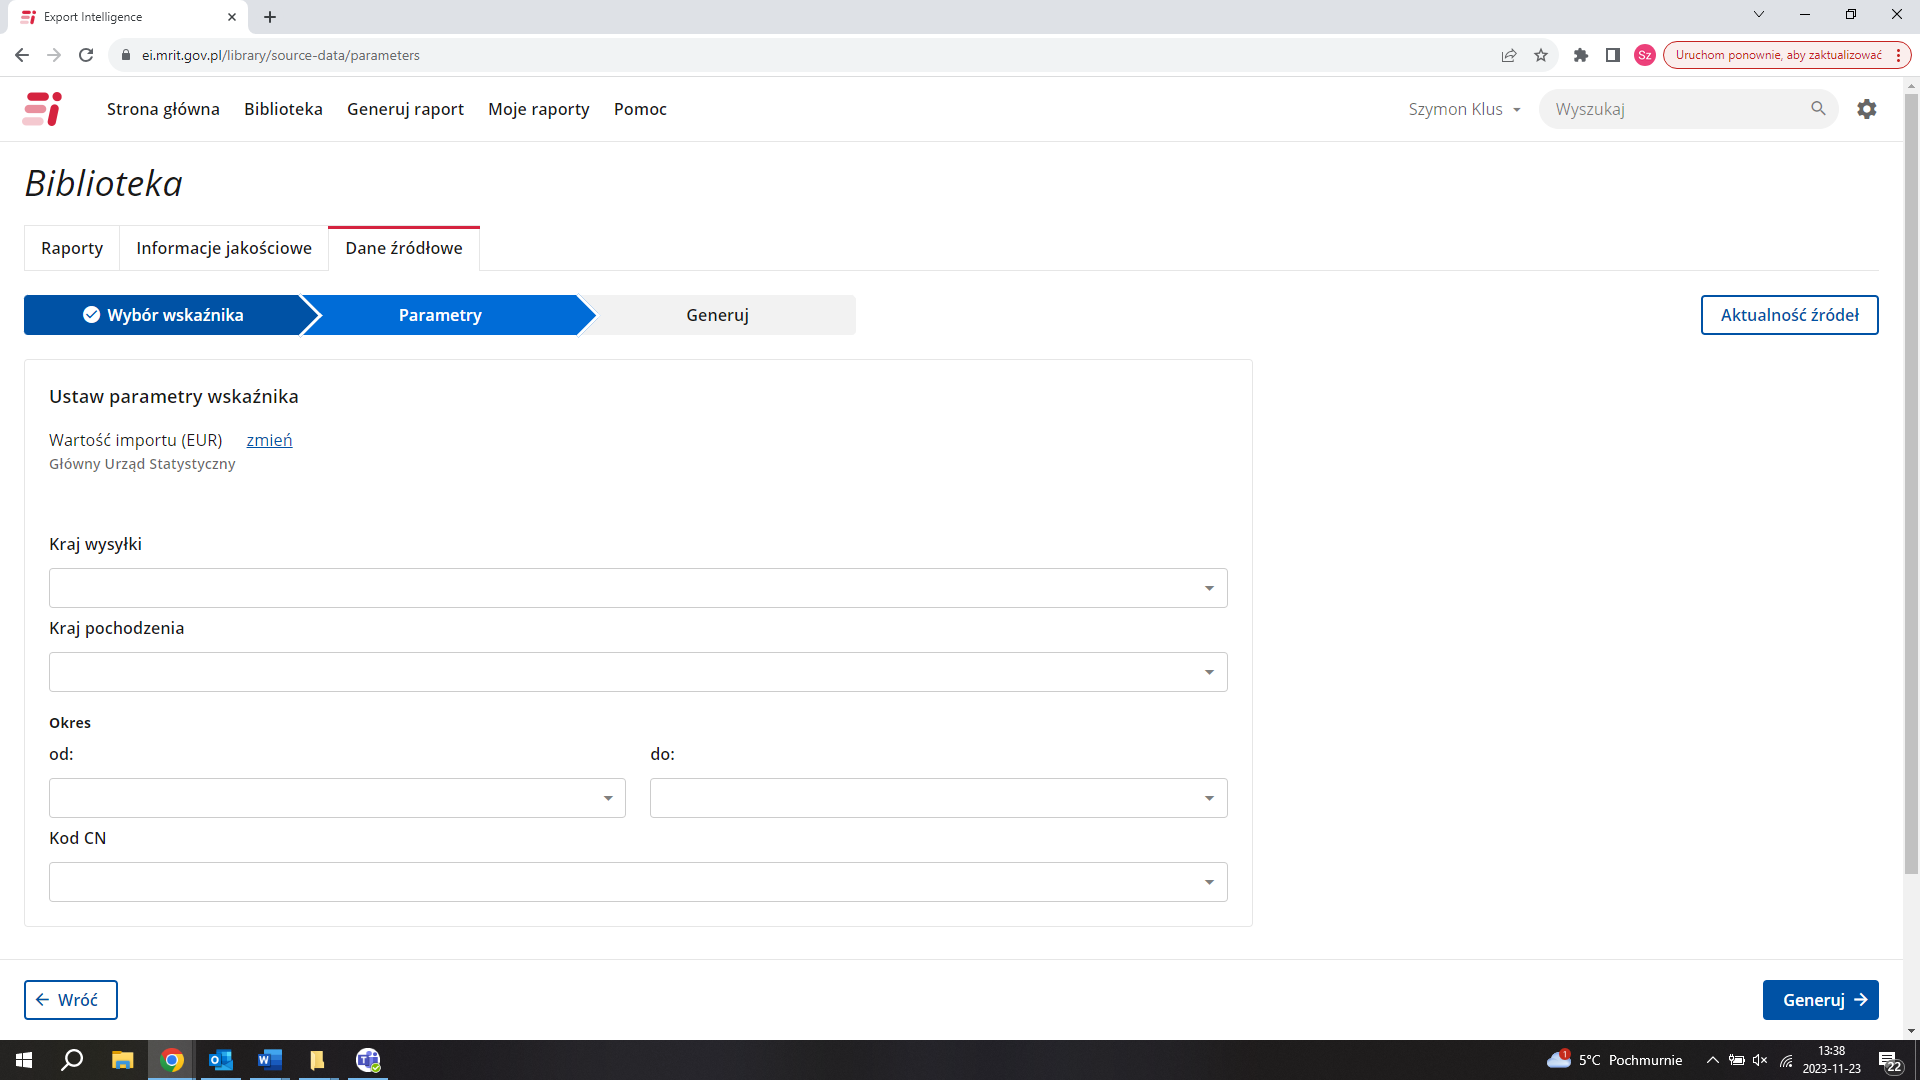 Export Intelligence
ei.mrit.gov.pl/library/source-data/parameters
Sz
Uruchom ponownie, aby zaktualizować
Strona główna
Biblioteka
Generuj raport
Moje raporty
Pomoc
Szymon Klus
Wyszukaj
Biblioteka
Raporty
Informacje jakościowe
Dane źródłowe
Wybór wskaźnika
Parametry
Generuj
Aktualność źródeł
Ustaw parametry wskaźnika
Wartość importu (EUR) zmień
Główny Urząd Statystyczny
Kraj wysyłki
Kraj pochodzenia
Okres
od:
do:
Kod CN
Wróć
Generuj
1
5°C Pochmurnie
13:38
2023-11-23
22